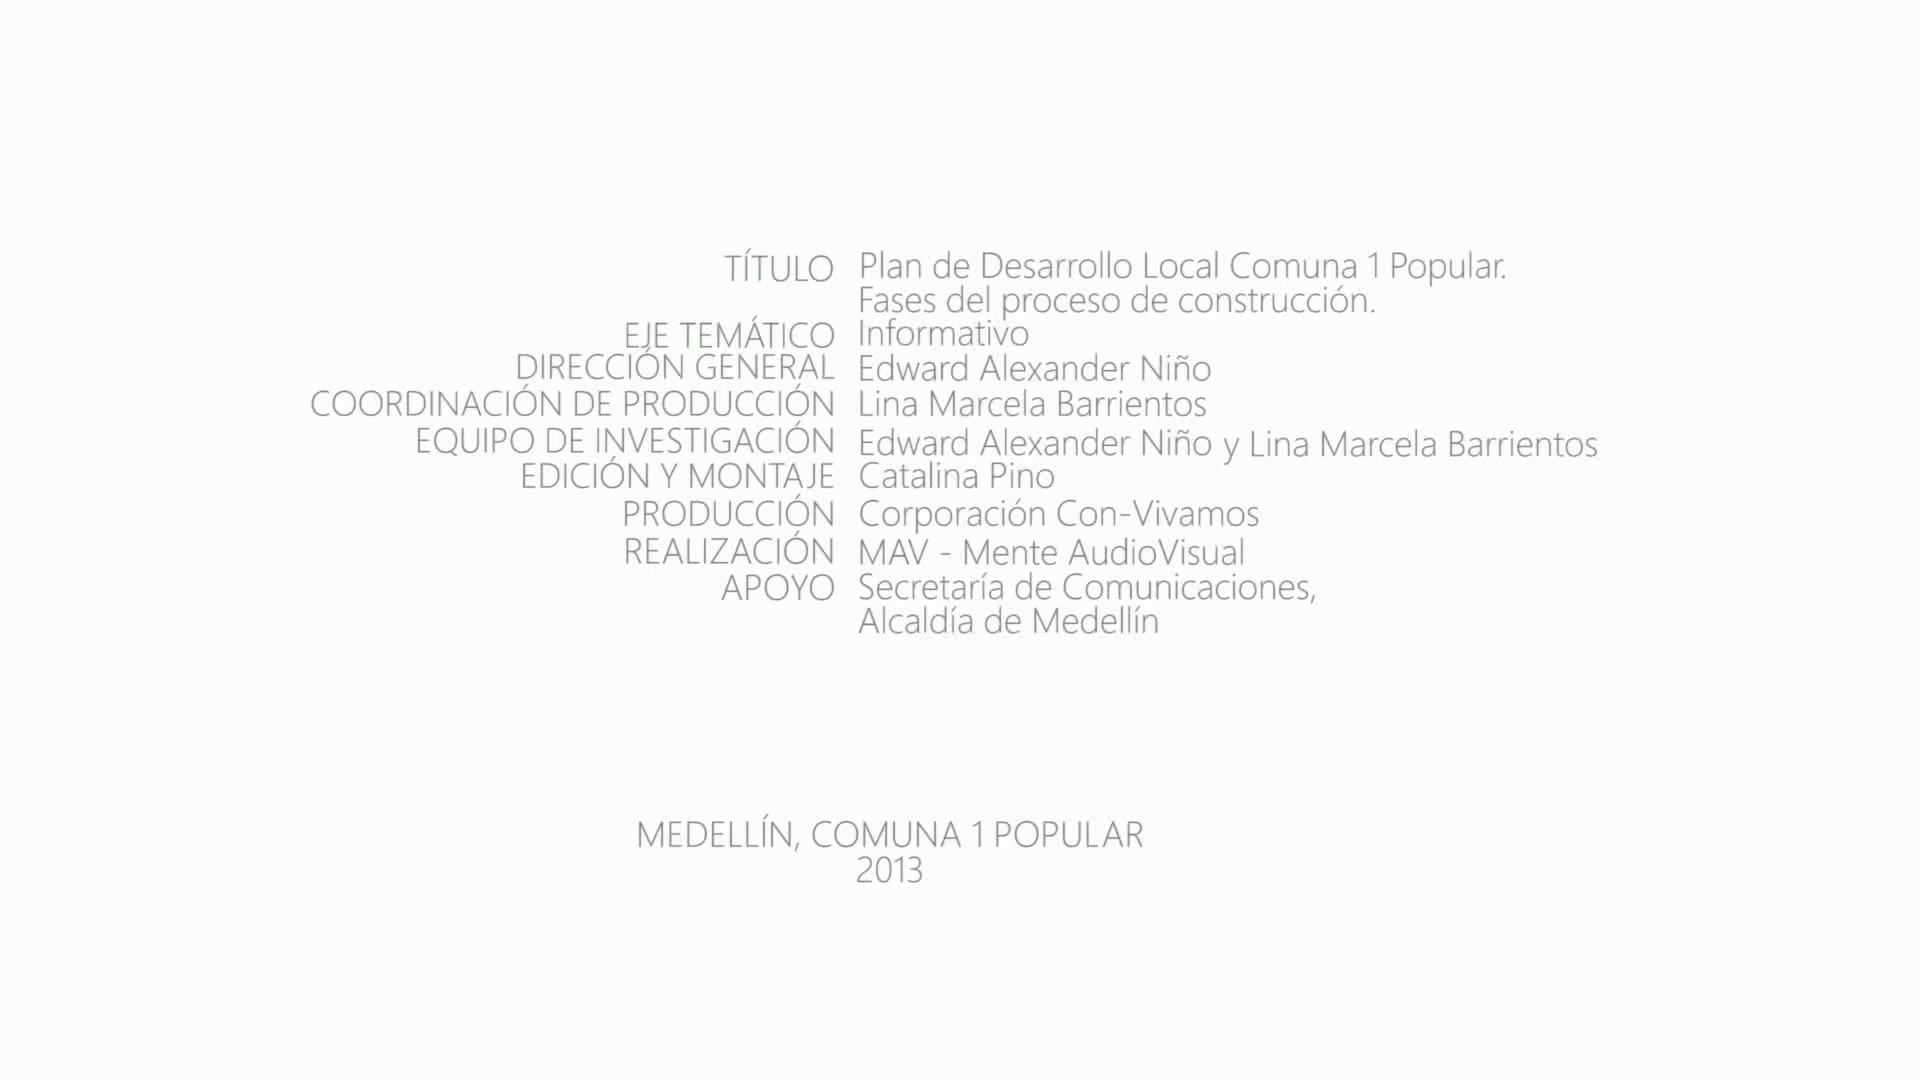 TÍTULO Plan de Desarrollo Local Comuna 1 Popular.
Fases del proceso de construcción.
EJE TEMÁTICO Informativo
DIRECCIÓN GENERAL Edward Alexander Niño
COORDINACIÓN DE PRODUCCIÓN Lina Marcela Barrientos
EQUIPO DE INVESTIGACIÓN Edward Alexander Niño y Lina Marcela Barrientos
EDICIÓN Y MONTAJE Catalina Pino
PRODUCCIÓN Corporación Con-Vivamos
REALIZACIÓN MAV - Mente AudioVisual
APOYO Secretaría de Comunicaciones,
Alcaldía de Medellín
MEDELLÍN, COMUNA 1 POPULAR
2013